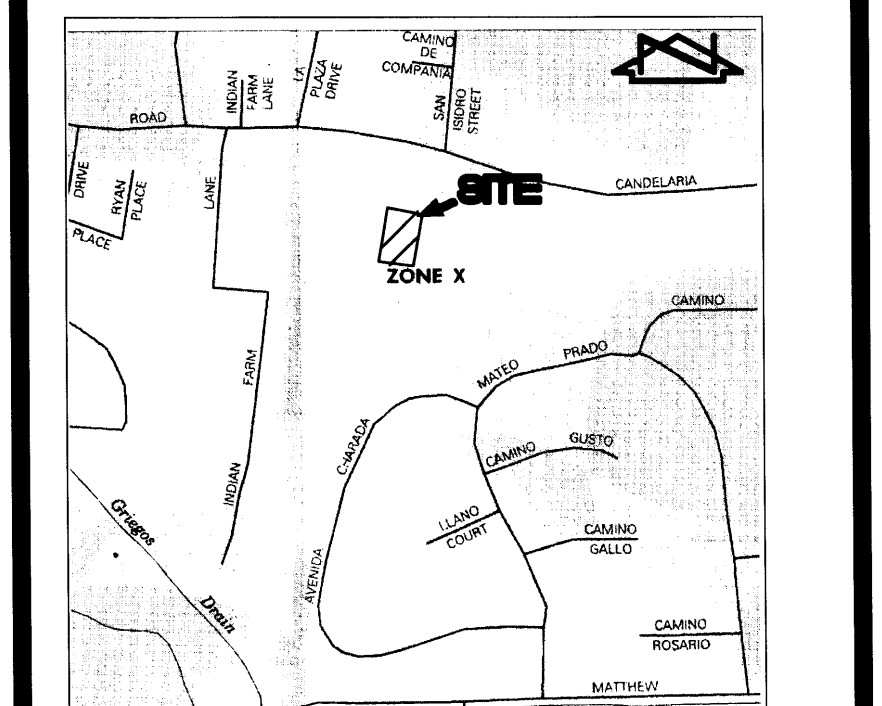 CAMINO
DE
COMPANIA
LA
PLAZA
DRIVE
INDIAN
FARM
LANE
SAN
ISIDRO
STREET
ROAD
DRIVE
RYAN
PLACE
LANE
SITE
CANDELARIA
PLACE
ZONE X
CAMINO
PRADO
MATEO
FARM
CHARADA
GUSTO
CAMINO
INDIAN
LLANO
COURT
Griegos
CAMINO
GALLO
AVENIDA
Drain
CAMINO
ROSARIO
MATTHEW